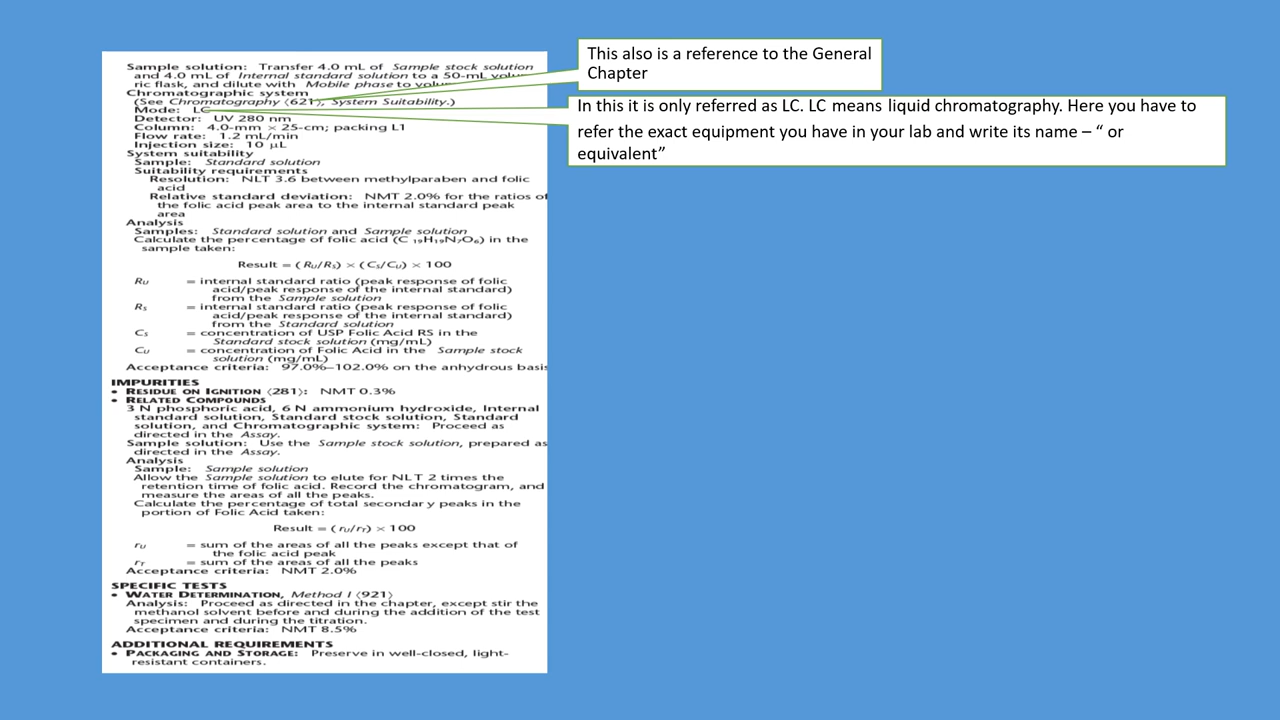 Sample solution: Transfer 4.0 mL of Sample stock solution
and 4.0 mL of Internal standard solution to a 50-mL
ric flask, and dilute with Mobile phase to
Chromatographic system
(See Chromatography ⟨621⟩, System Suitability.)
Mode: LC
Detector: UV 280 nm
Column: 4.0-mm × 25-cm; packing L1
Flow rate: 1.2 mL/min
Injection size: 10 μL
System suitability
Sample: Standard solution
Suitability requirements
Resolution: NLT 3.6 between methylparaben and folic
acid
Relative standard deviation: NMT 2.0% for the ratios of
the folic acid peak area to the internal standard peak
area
Analysis
Samples: Standard solution and Sample solution
Calculate the percentage of folic acid (C₁₉H₁₉N₇O₆) in the
sample taken:
Result = (R_U/R_S) × (C_S/C_U) × 100
R_U = internal standard ratio (peak response of folic
acid/peak response of the internal standard)
from the Sample solution
R_S = internal standard ratio (peak response of folic
acid/peak response of the internal standard)
from the Standard solution
C_S = concentration of USP Folic Acid RS in the
Standard stock solution (mg/mL)
C_U = concentration of Folic Acid in the Sample stock
solution (mg/mL)
Acceptance criteria: 97.0%–102.0% on the anhydrous basis
IMPURITIES
• RESIDUE ON IGNITION ⟨281⟩: NMT 0.3%
• RELATED COMPOUNDS
3 N phosphoric acid, 6 N ammonium hydroxide, Internal
standard solution, Standard stock solution, Standard
solution, and Chromatographic system: Proceed as
directed in the Assay.
Sample solution: Use the Sample stock solution, prepared as
directed in the Assay.
Analysis
Sample: Sample solution
Allow the Sample solution to elute for NLT 2 times the
retention time of folic acid. Record the chromatogram, and
measure the areas of all the peaks.
Calculate the percentage of total secondar y peaks in the
portion of Folic Acid taken:
Result = (r_U/r_T) × 100
r_U = sum of the areas of all the peaks except that of
the folic acid peak
r_T = sum of the areas of all the peaks
Acceptance criteria: NMT 2.0%
SPECIFIC TESTS
• WATER DETERMINATION, Method I ⟨921⟩
Analysis: Proceed as directed in the chapter, except stir the
methanol solvent before and during the addition of the test
specimen and during the titration.
Acceptance criteria: NMT 8.5%
ADDITIONAL REQUIREMENTS
• PACKAGING AND STORAGE: Preserve in well-closed, light-
resistant containers.
This also is a reference to the General
Chapter
In this it is only referred as LC. LC means liquid chromatography. Here you have to
refer the exact equipment you have in your lab and write its name – “ or
equivalent”